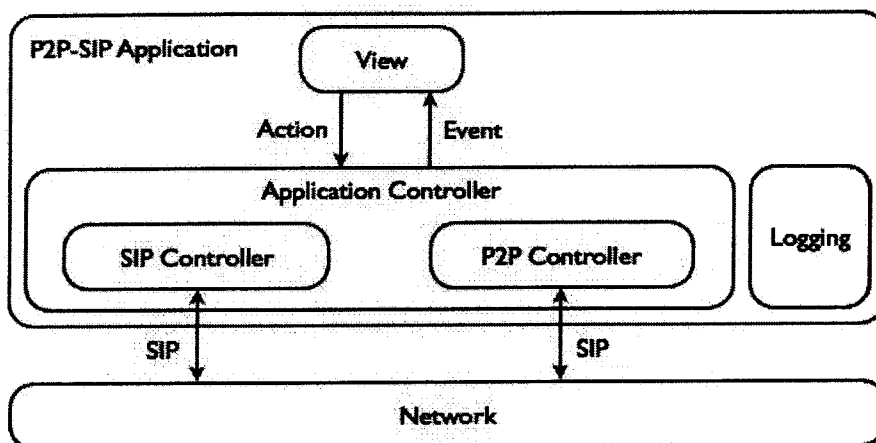 P2P-SIP Application
View
Action
Event
Application Controller
SIP Controller
P2P Controller
Logging
SIP
SIP
Network